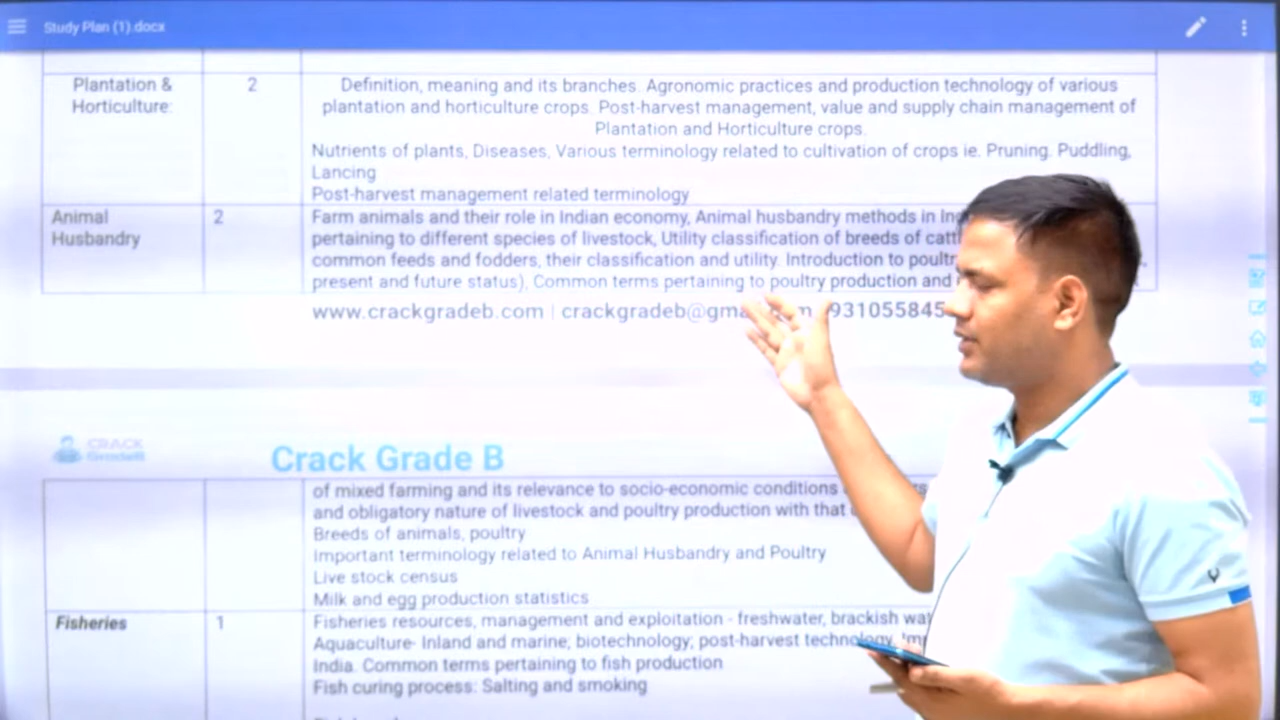 Study Plan (1).docx
Plantation & 2 Definition, meaning and its branches. Agronomic practices and production technology of various
Horticulture: plantation and horticulture crops. Post-harvest management, value and supply chain management of
Plantation and Horticulture crops.
Nutrients of plants, Diseases, Various terminology related to cultivation of crops ie. Pruning. Puddling,
Lancing
Post-harvest management related terminology
Animal 2 Farm animals and their role in Indian economy, Animal husbandry methods in
Husbandry pertaining to different species of livestock, Utility classification of breeds of
common feeds and fodders, their classification and utility. Introduction to
present and future status), Common terms pertaining to poultry production and
www.crackgradeb.com | crackgradeb@gma
CRACK
GradeB
Crack Grade B
of mixed farming and its relevance to socio-economic conditions
and obligatory nature of livestock and poultry production with that
Breeds of animals, poultry
Important terminology related to Animal Husbandry and Poultry
Live stock census
Milk and egg production statistics
Fisheries 1 Fisheries resources, management and exploitation - freshwater, brackish
Aquaculture- Inland and marine; biotechnology; post-harvest technology.
India. Common terms pertaining to fish production
Fish curing process: Salting and smoking